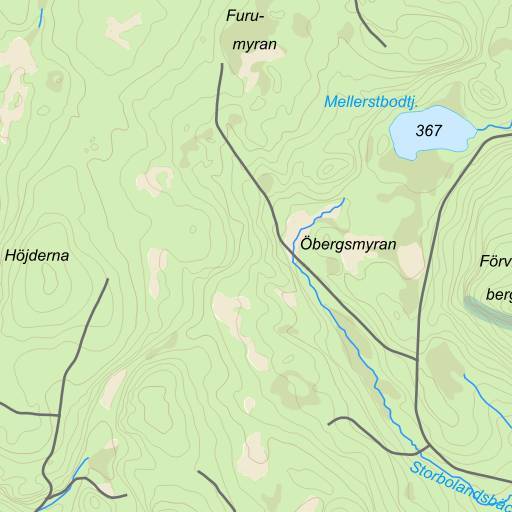 Furu-
myran
Mellerstbodtj.
367
Öbergsmyran
Höjderna
Förv
berg
Storbolandsbäc